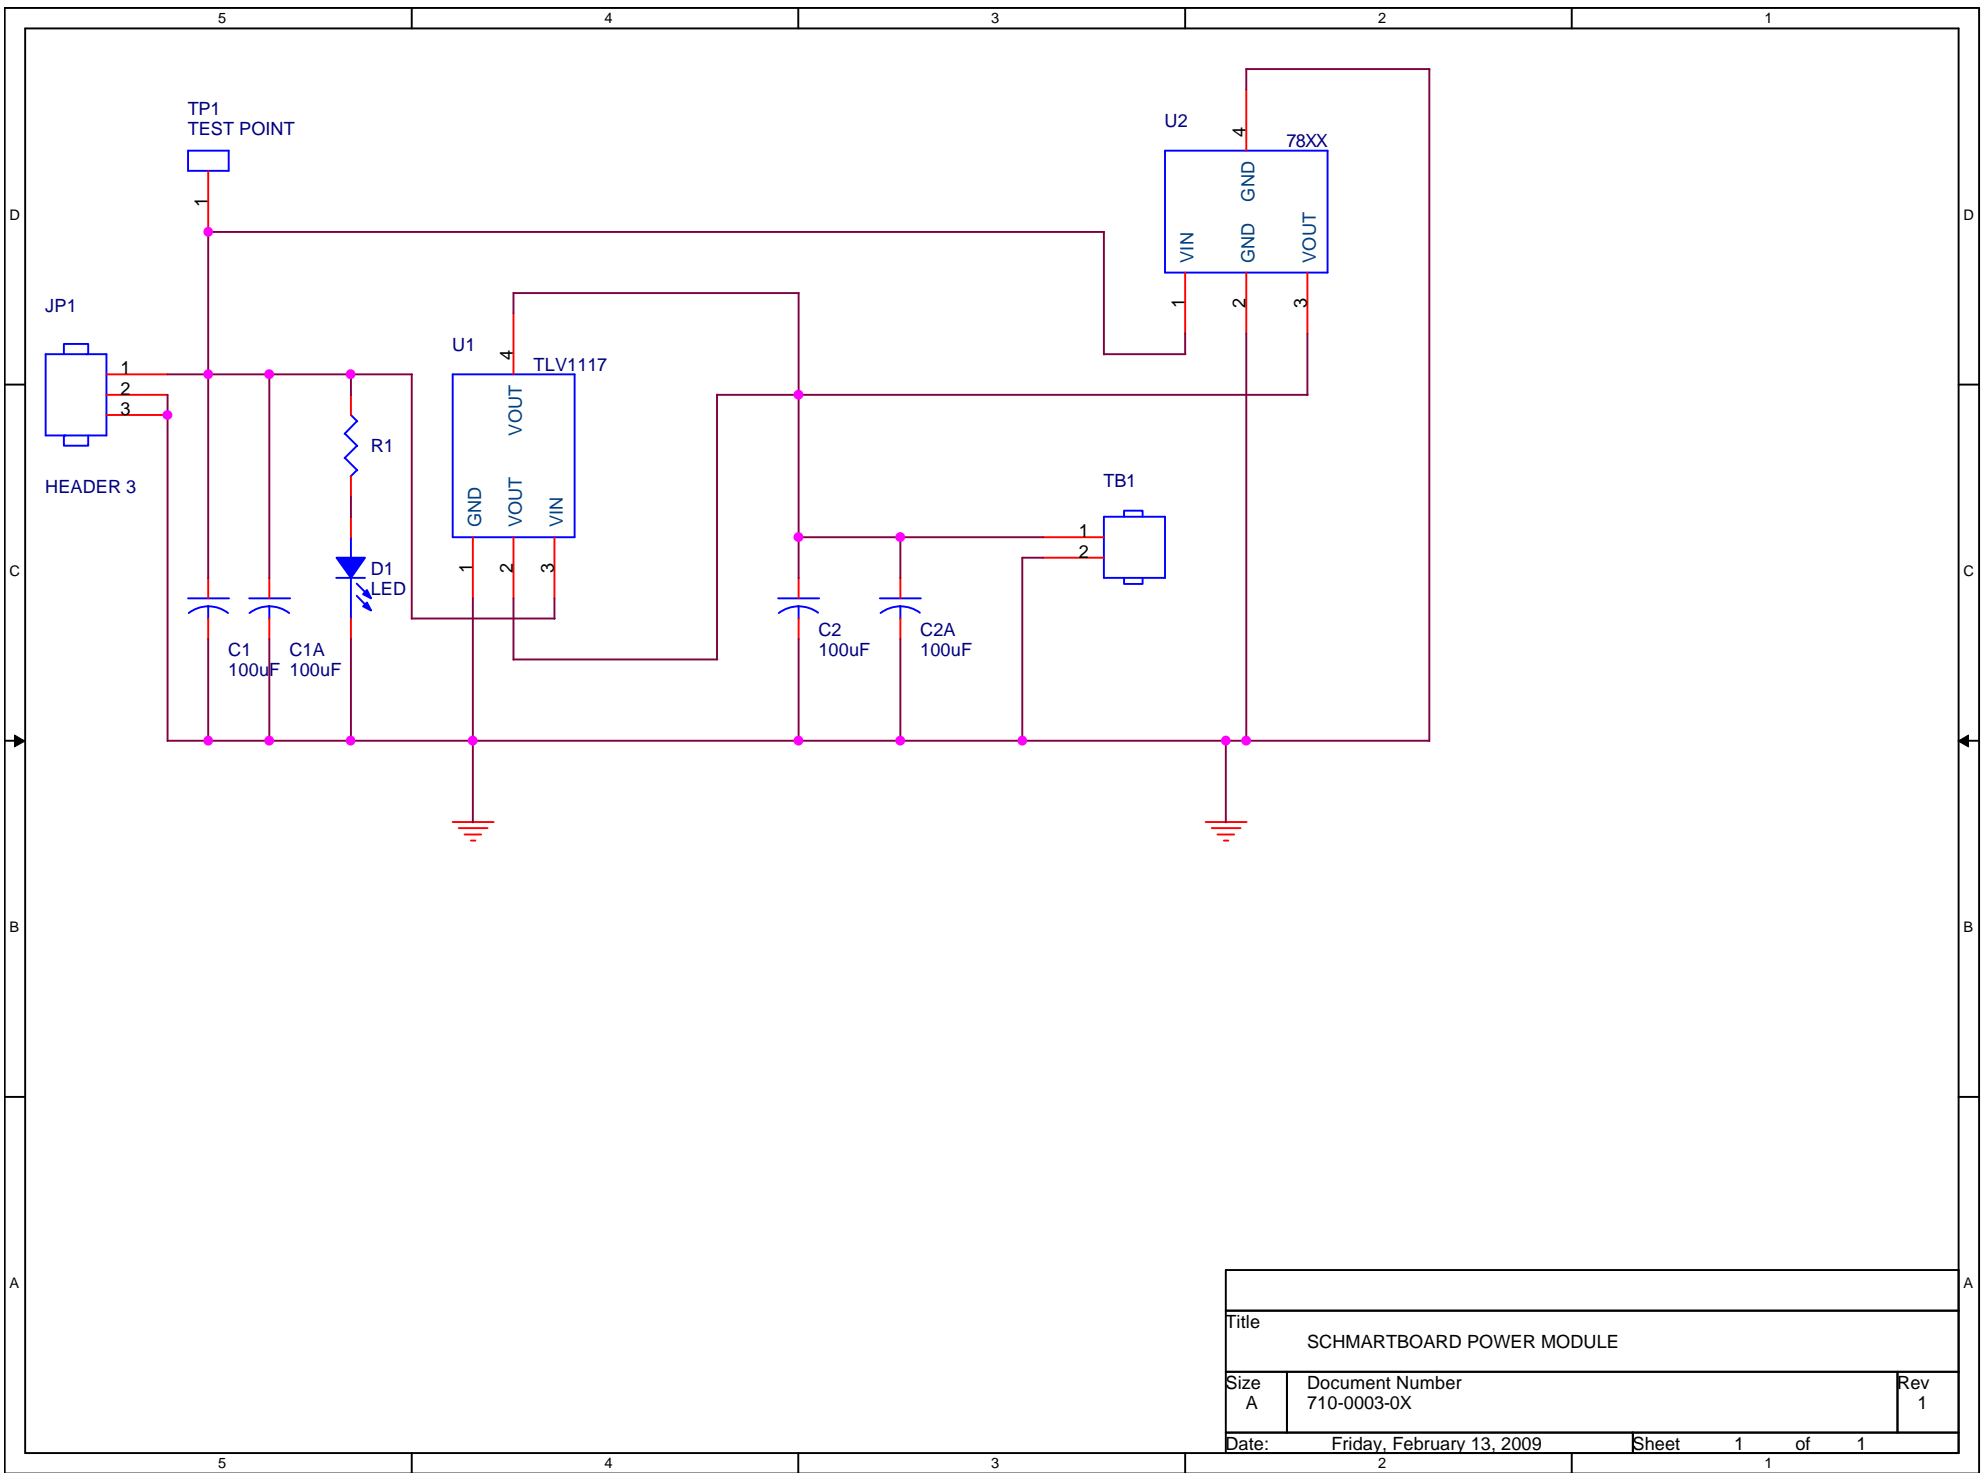 5 4 3 2 1
TP1
TEST POINT
1
U2
78XX
4
GND
VIN
GND
VOUT
1
2
3
D
D
JP1
1
2
3
HEADER 3
R1
U1
TLV1117
4
VOUT
GND
VOUT
VIN
1
2
3
D1
LED
TB1
1
2
C
C
C1
100uF
C1A
100uF
C2
100uF
C2A
100uF
B
B
A
A
Title
SCHMARTBOARD POWER MODULE
Size
A
Document Number
710-0003-0X
Rev
1
Date: Friday, February 13, 2009 Sheet 1 of 1
5 4 3 2 1